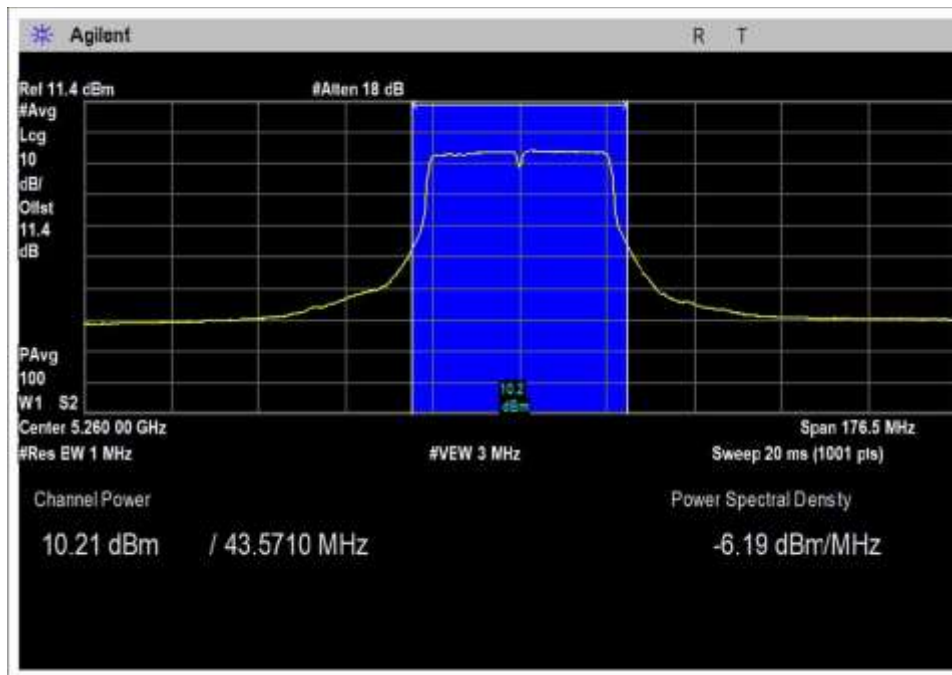 Agilent R T
Ref 11.4 dBm #Atten 18 dB
#Avg
Log
10
dB/
Offst
11.4
dB
PAvg
100
W1 S2
10.2
dBm
Center 5.260 00 GHz Span 176.5 MHz
#Res BW 1 MHz #VBW 3 MHz Sweep 20 ms (1001 pts)
Channel Power Power Spectral Density
10.21 dBm / 43.5710 MHz -6.19 dBm/MHz